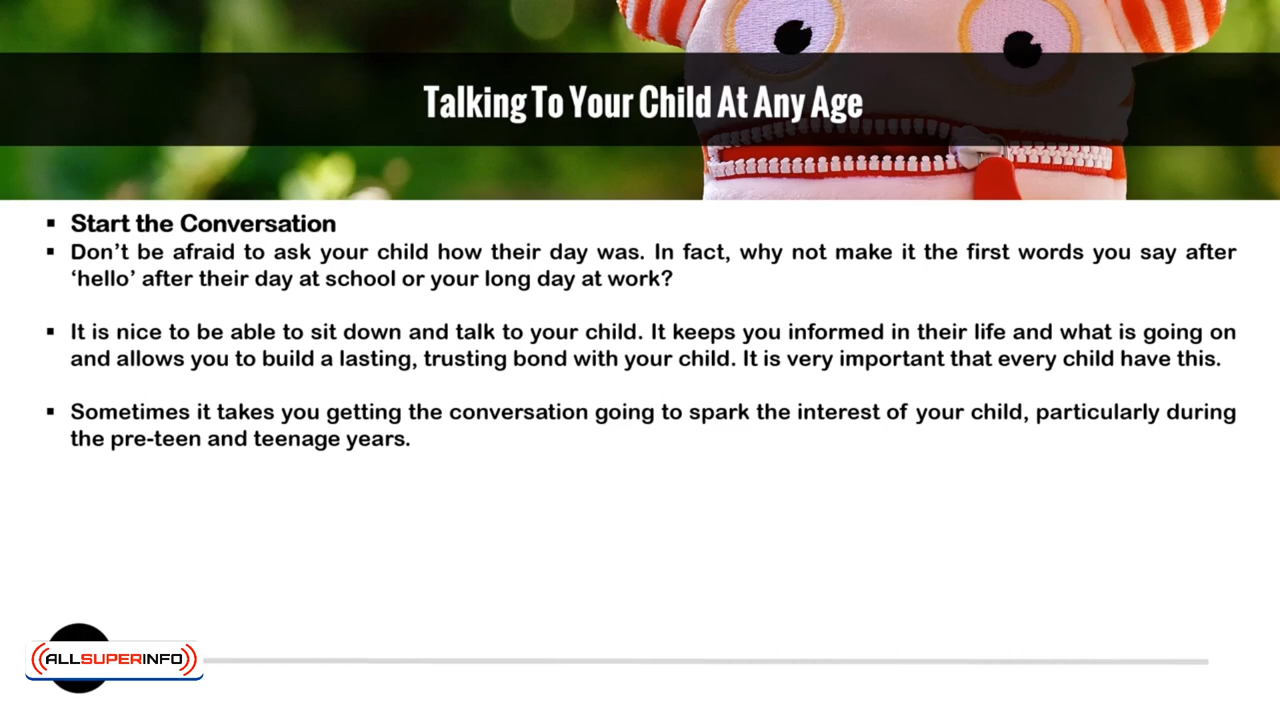 Talking To Your Child At Any Age
▪ Start the Conversation
▪ Don’t be afraid to ask your child how their day was. In fact, why not make it the first words you say after
‘hello’ after their day at school or your long day at work?
▪ It is nice to be able to sit down and talk to your child. It keeps you informed in their life and what is going on
and allows you to build a lasting, trusting bond with your child. It is very important that every child have this.
▪ Sometimes it takes you getting the conversation going to spark the interest of your child, particularly during
the pre-teen and teenage years.
ALLSUPERINFO